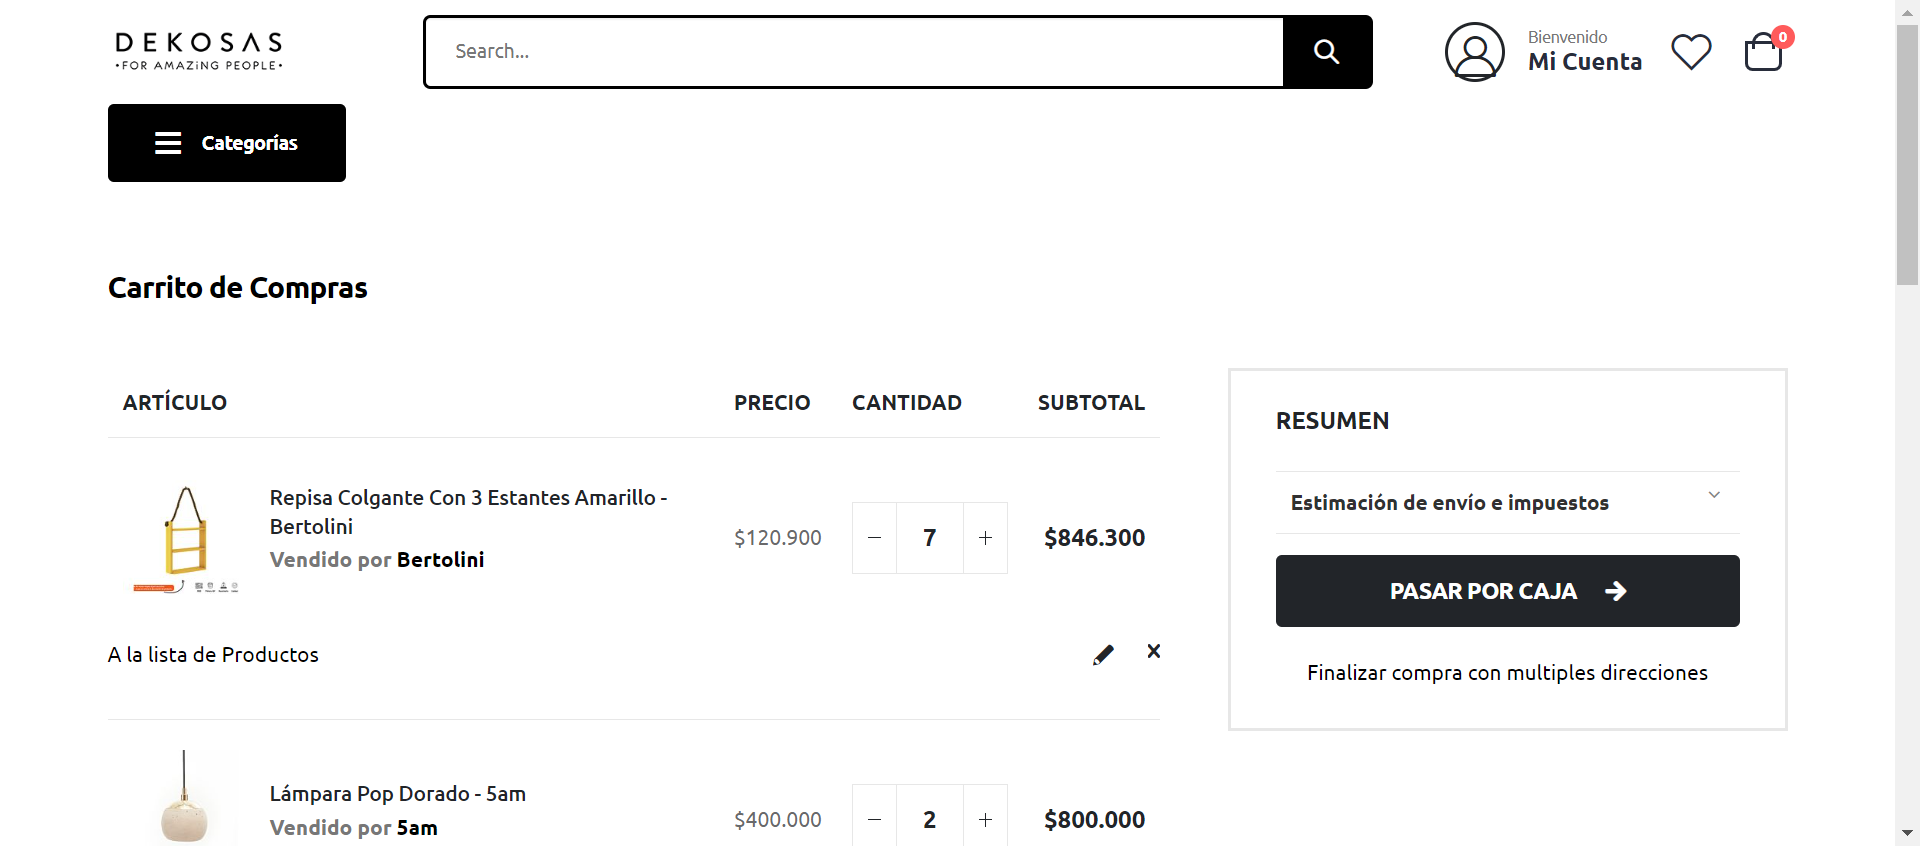 DEKOSAS
•FOR AMAZiNG PEOPLE•
Search...
Bienvenido
Mi Cuenta
0
Categorías
Carrito de Compras
ARTÍCULO PRECIO CANTIDAD SUBTOTAL
Repisa Colgante Con 3 Estantes Amarillo -
Bertolini
Vendido por Bertolini
$120.900 − 7 + $846.300
A la lista de Productos
Lámpara Pop Dorado - 5am
Vendido por 5am
$400.000 − 2 + $800.000
RESUMEN
Estimación de envío e impuestos
PASAR POR CAJA
Finalizar compra con multiples direcciones